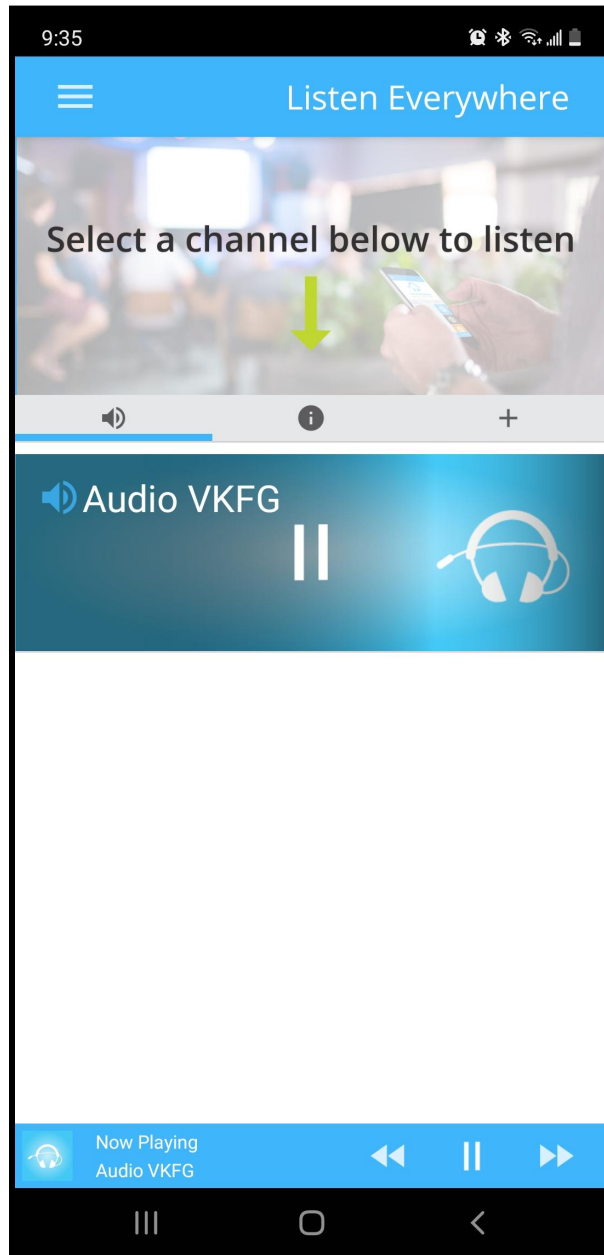 9:35
Listen Everywhere
Select a channel below to listen
Audio VKFG
Now Playing
Audio VKFG